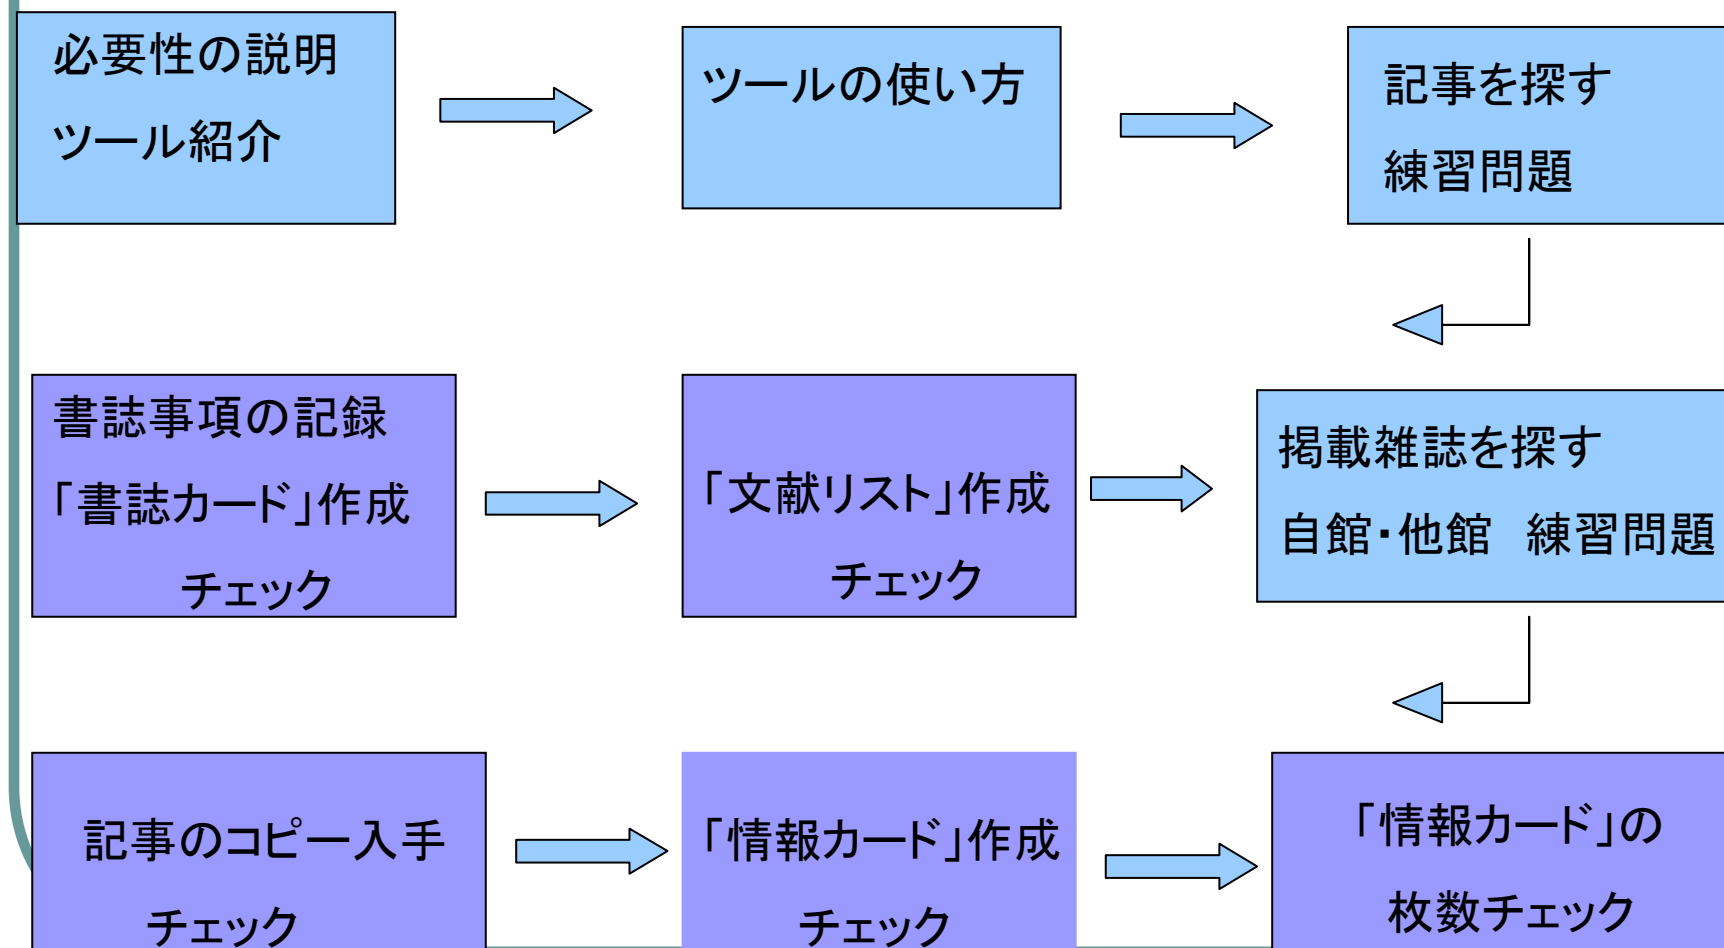 必要性の説明
ツール紹介
ツールの使い方
記事を探す
練習問題
書誌事項の記録
「書誌カード」作成
チェック
「文献リスト」作成
チェック
掲載雑誌を探す
自館・他館　練習問題
記事のコピー入手
チェック
「情報カード」作成
チェック
「情報カード」の
枚数チェック